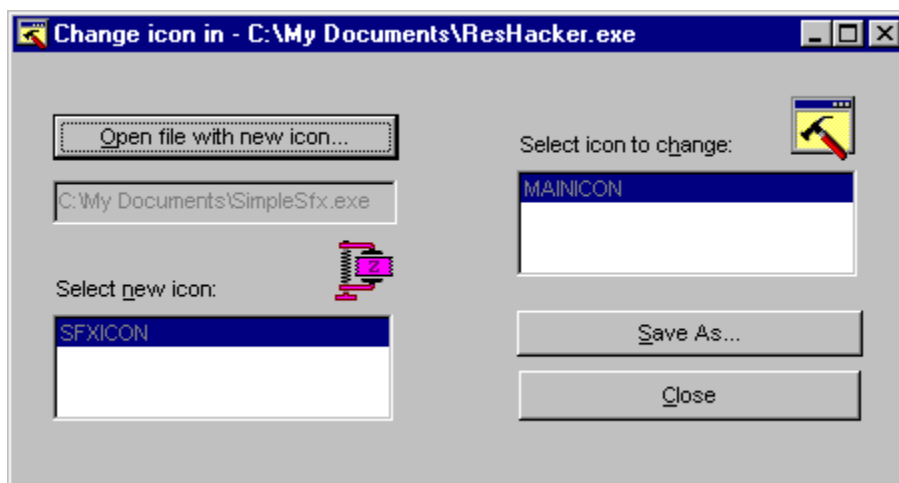 Change icon in - C:\My Documents\ResHacker.exe
Open file with new icon...
C:\My Documents\SimpleSfx.exe
Select new icon:
SFXICON
Select icon to change:
MAINICON
Save As...
Close
Z